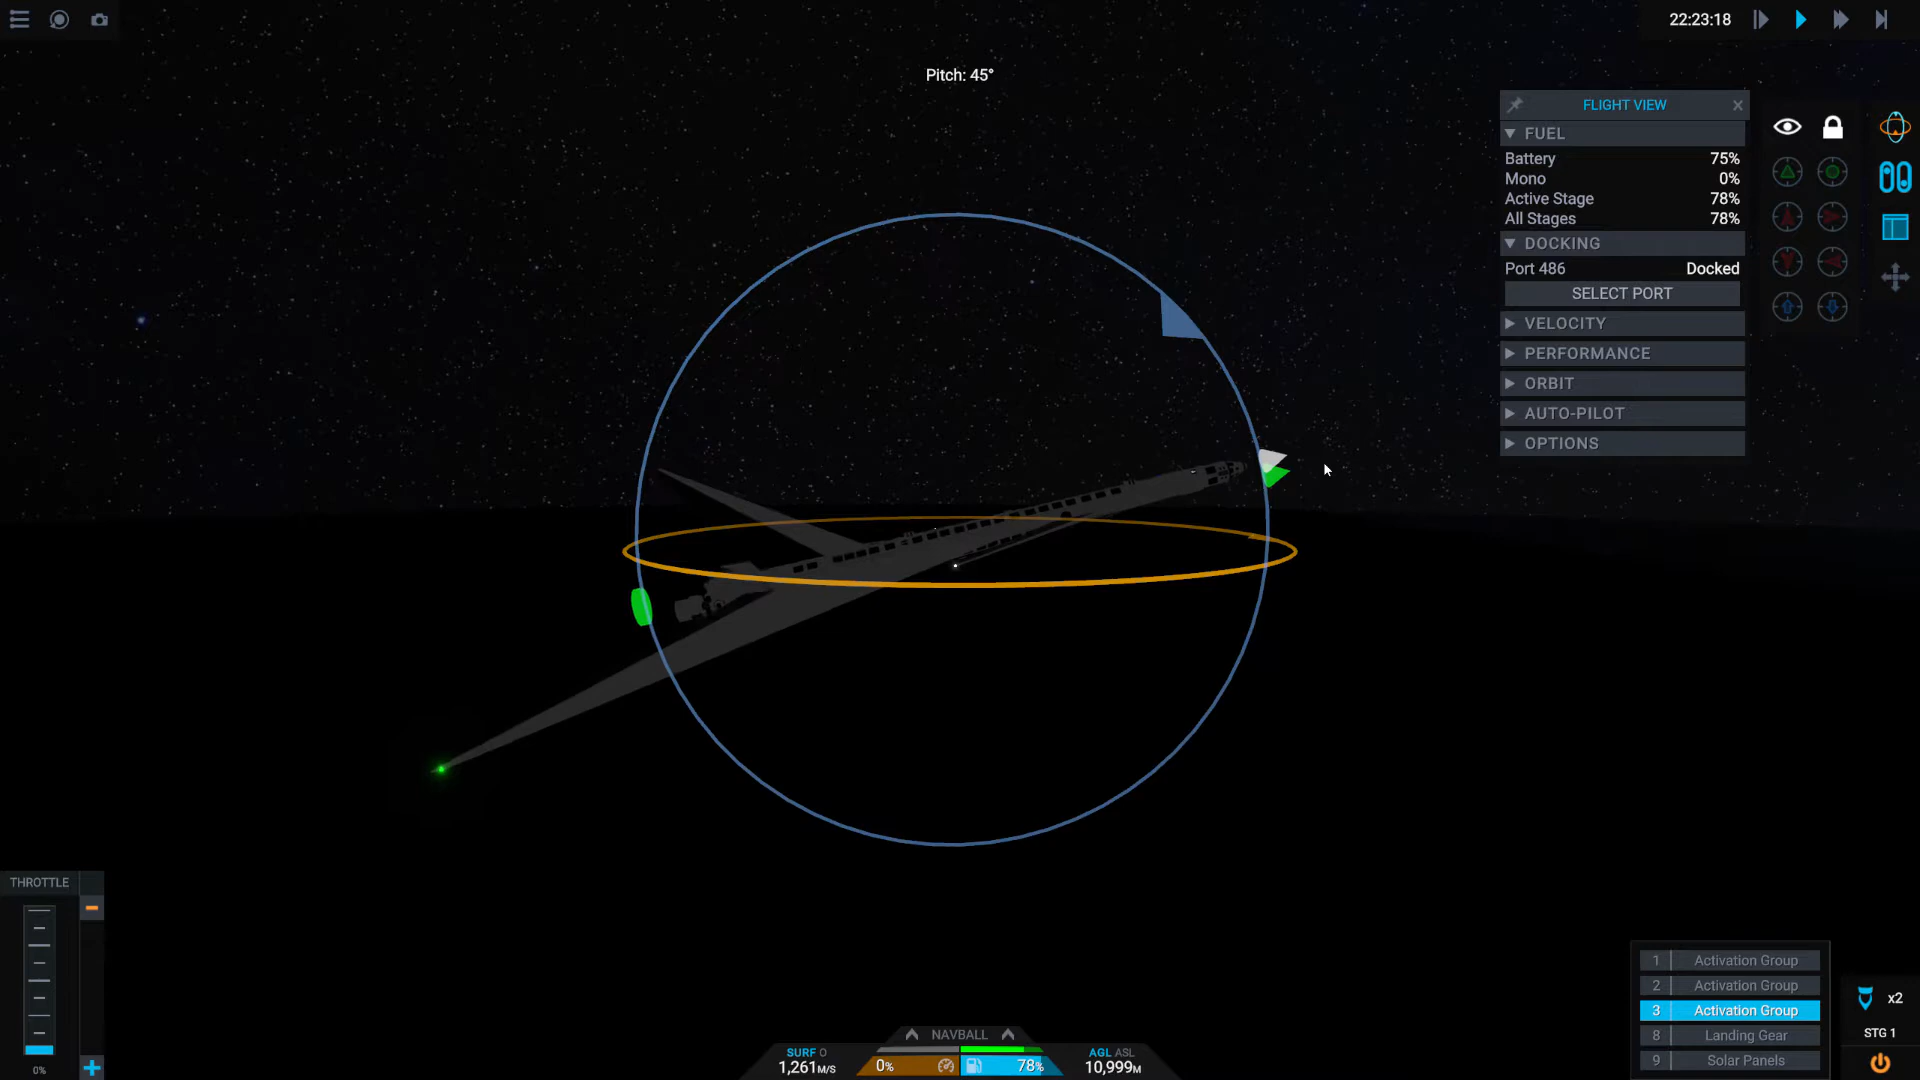 22:23:18
Pitch: 45°
FLIGHT VIEW
FUEL
Battery 75%
Mono 0%
Active Stage 78%
All Stages 78%
DOCKING
Port 486 Docked
SELECT PORT
VELOCITY
PERFORMANCE
ORBIT
AUTO-PILOT
OPTIONS
THROTTLE
0%
NAVBALL
SURF O
1,261M/S
0%
78%
AGL ASL
10,999M
1 Activation Group
2 Activation Group
3 Activation Group
8 Landing Gear
9 Solar Panels
x2
STG 1